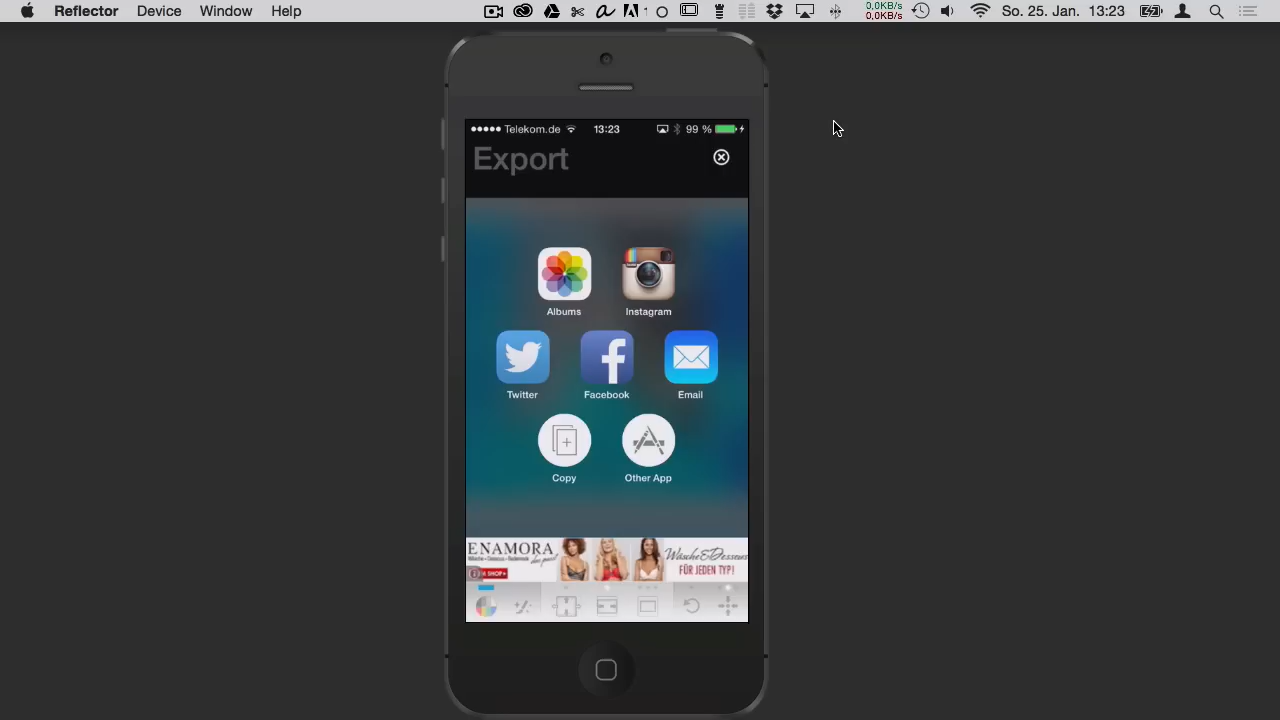 Reflector Device Window Help 0,0KB/s 0,0KB/s So. 25. Jan. 13:23
Telekom.de 13:23 99 %
Export
Albums Instagram
Twitter Facebook Email
Copy Other App
ENAMORA Wäsche & Dessous
SHOP FÜR JEDEN TYP!